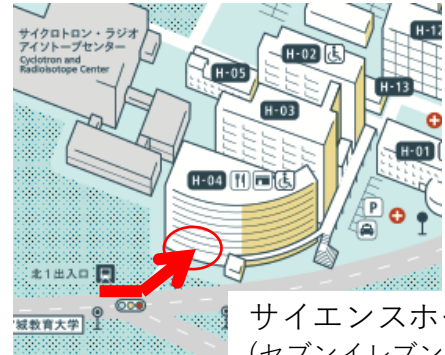 サイクロトロン・ラジオ
アイソトープセンター
Cyclotron and
Radioisotope Center
H-02
H-12
H-05
H-13
H-03
H-01
H-04
P
北1出入口
城教育大学
サイエンスホ
(セブンイレブン